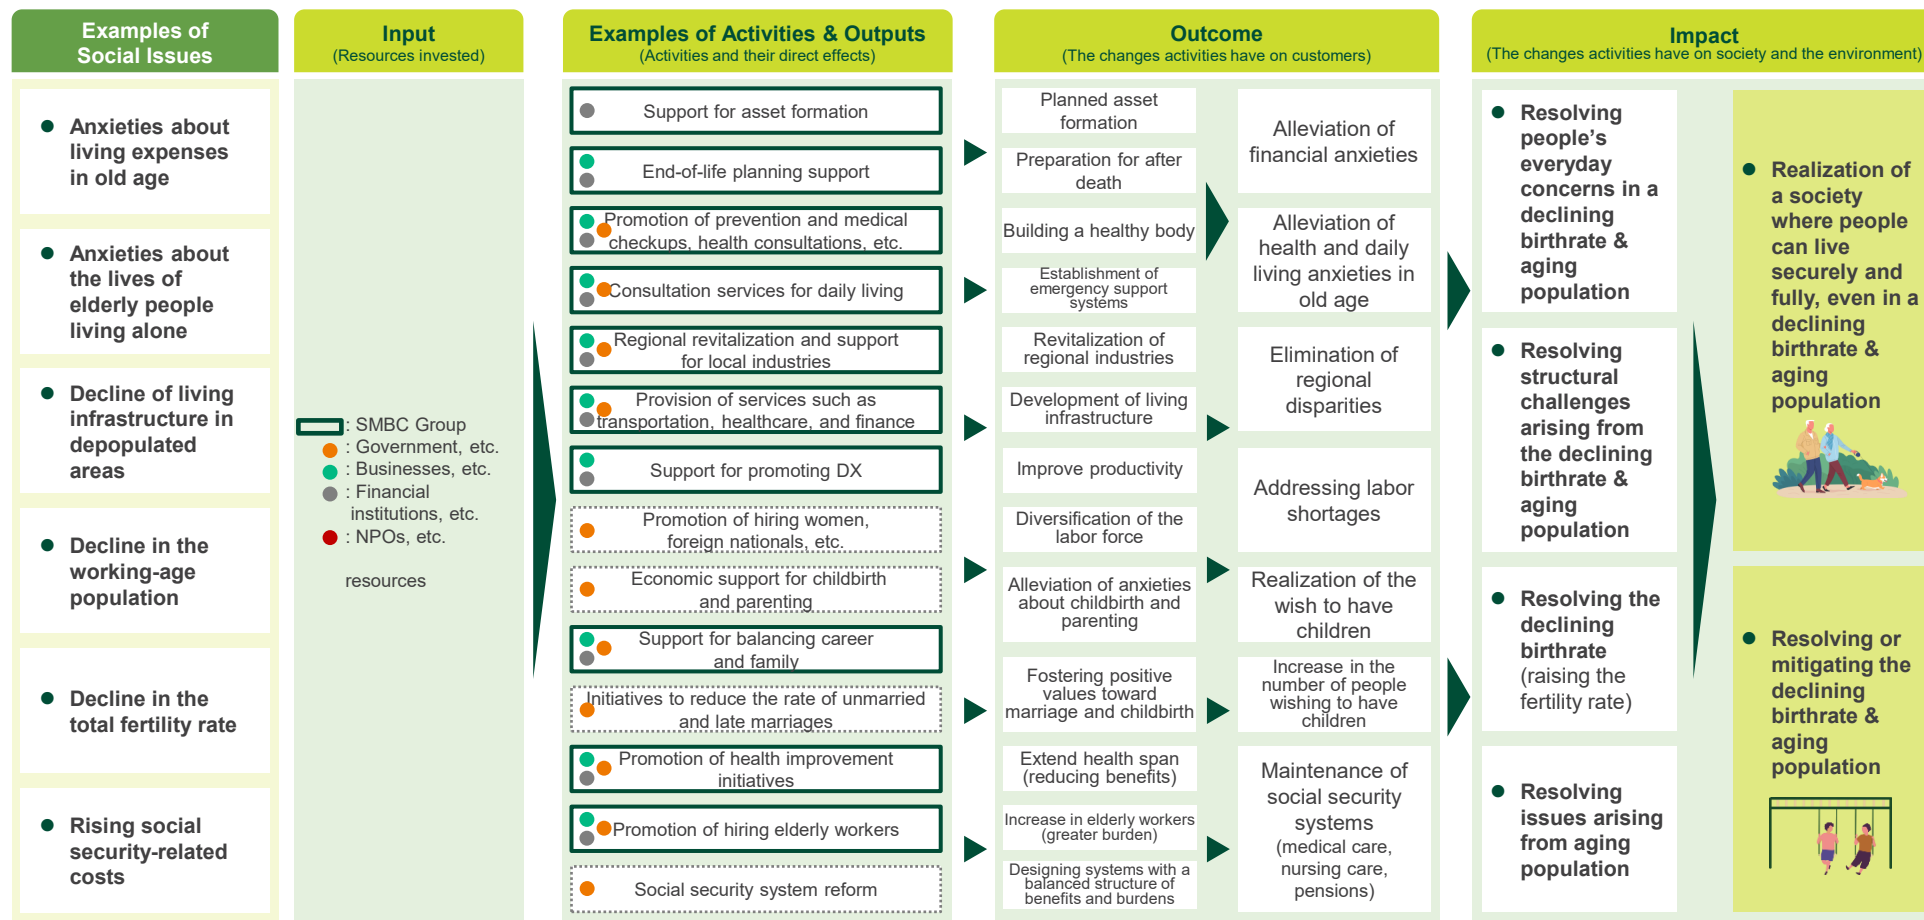 Examples of
Social Issues
Input
(Resources invested)
Examples of Activities & Outputs
(Activities and their direct effects)
Outcome
(The changes activities have on customers)
Impact
(The changes activities have on society and the environment)
Anxieties about
living expenses
in old age
Anxieties about
the lives of
elderly people
living alone
Decline of living
infrastructure in
depopulated
areas
Decline in the
working-age
population
Decline in the
total fertility rate
Rising social
security-related
costs
: SMBC Group
: Government, etc.
: Businesses, etc.
: Financial
institutions, etc.
: NPOs, etc.
resources
Support for asset formation
End-of-life planning support
Promotion of prevention and medical
checkups, health consultations, etc.
Consultation services for daily living
Regional revitalization and support
for local industries
Provision of services such as
transportation, healthcare, and finance
Support for promoting DX
Promotion of hiring women,
foreign nationals, etc.
Economic support for childbirth
and parenting
Support for balancing career
and family
Initiatives to reduce the rate of unmarried
and late marriages
Promotion of health improvement
initiatives
Promotion of hiring elderly workers
Social security system reform
Planned asset
formation
Preparation for after
death
Building a healthy body
Establishment of
emergency support
systems
Revitalization of
regional industries
Development of living
infrastructure
Improve productivity
Diversification of the
labor force
Alleviation of anxieties
about childbirth and
parenting
Fostering positive
values toward
marriage and childbirth
Extend health span
(reducing benefits)
Increase in elderly workers
(greater burden)
Designing systems with a
balanced structure of
benefits and burdens
Alleviation of
financial anxieties
Alleviation of
health and daily
living anxieties in
old age
Elimination of
regional
disparities
Addressing labor
shortages
Realization of the
wish to have
children
Increase in the
number of people
wishing to have
children
Maintenance of
social security
systems
(medical care,
nursing care,
pensions)
Resolving
people's
everyday
concerns in a
declining
birthrate &
aging
population
Resolving
structural
challenges
arising from
the declining
birthrate &
aging
population
Resolving the
declining
birthrate
(raising the
fertility rate)
Resolving
issues arising
from aging
population
Realization of
a society
where people
can live
securely and
fully, even in a
declining
birthrate &
aging
population
Resolving or
mitigating the
declining
birthrate &
aging
population